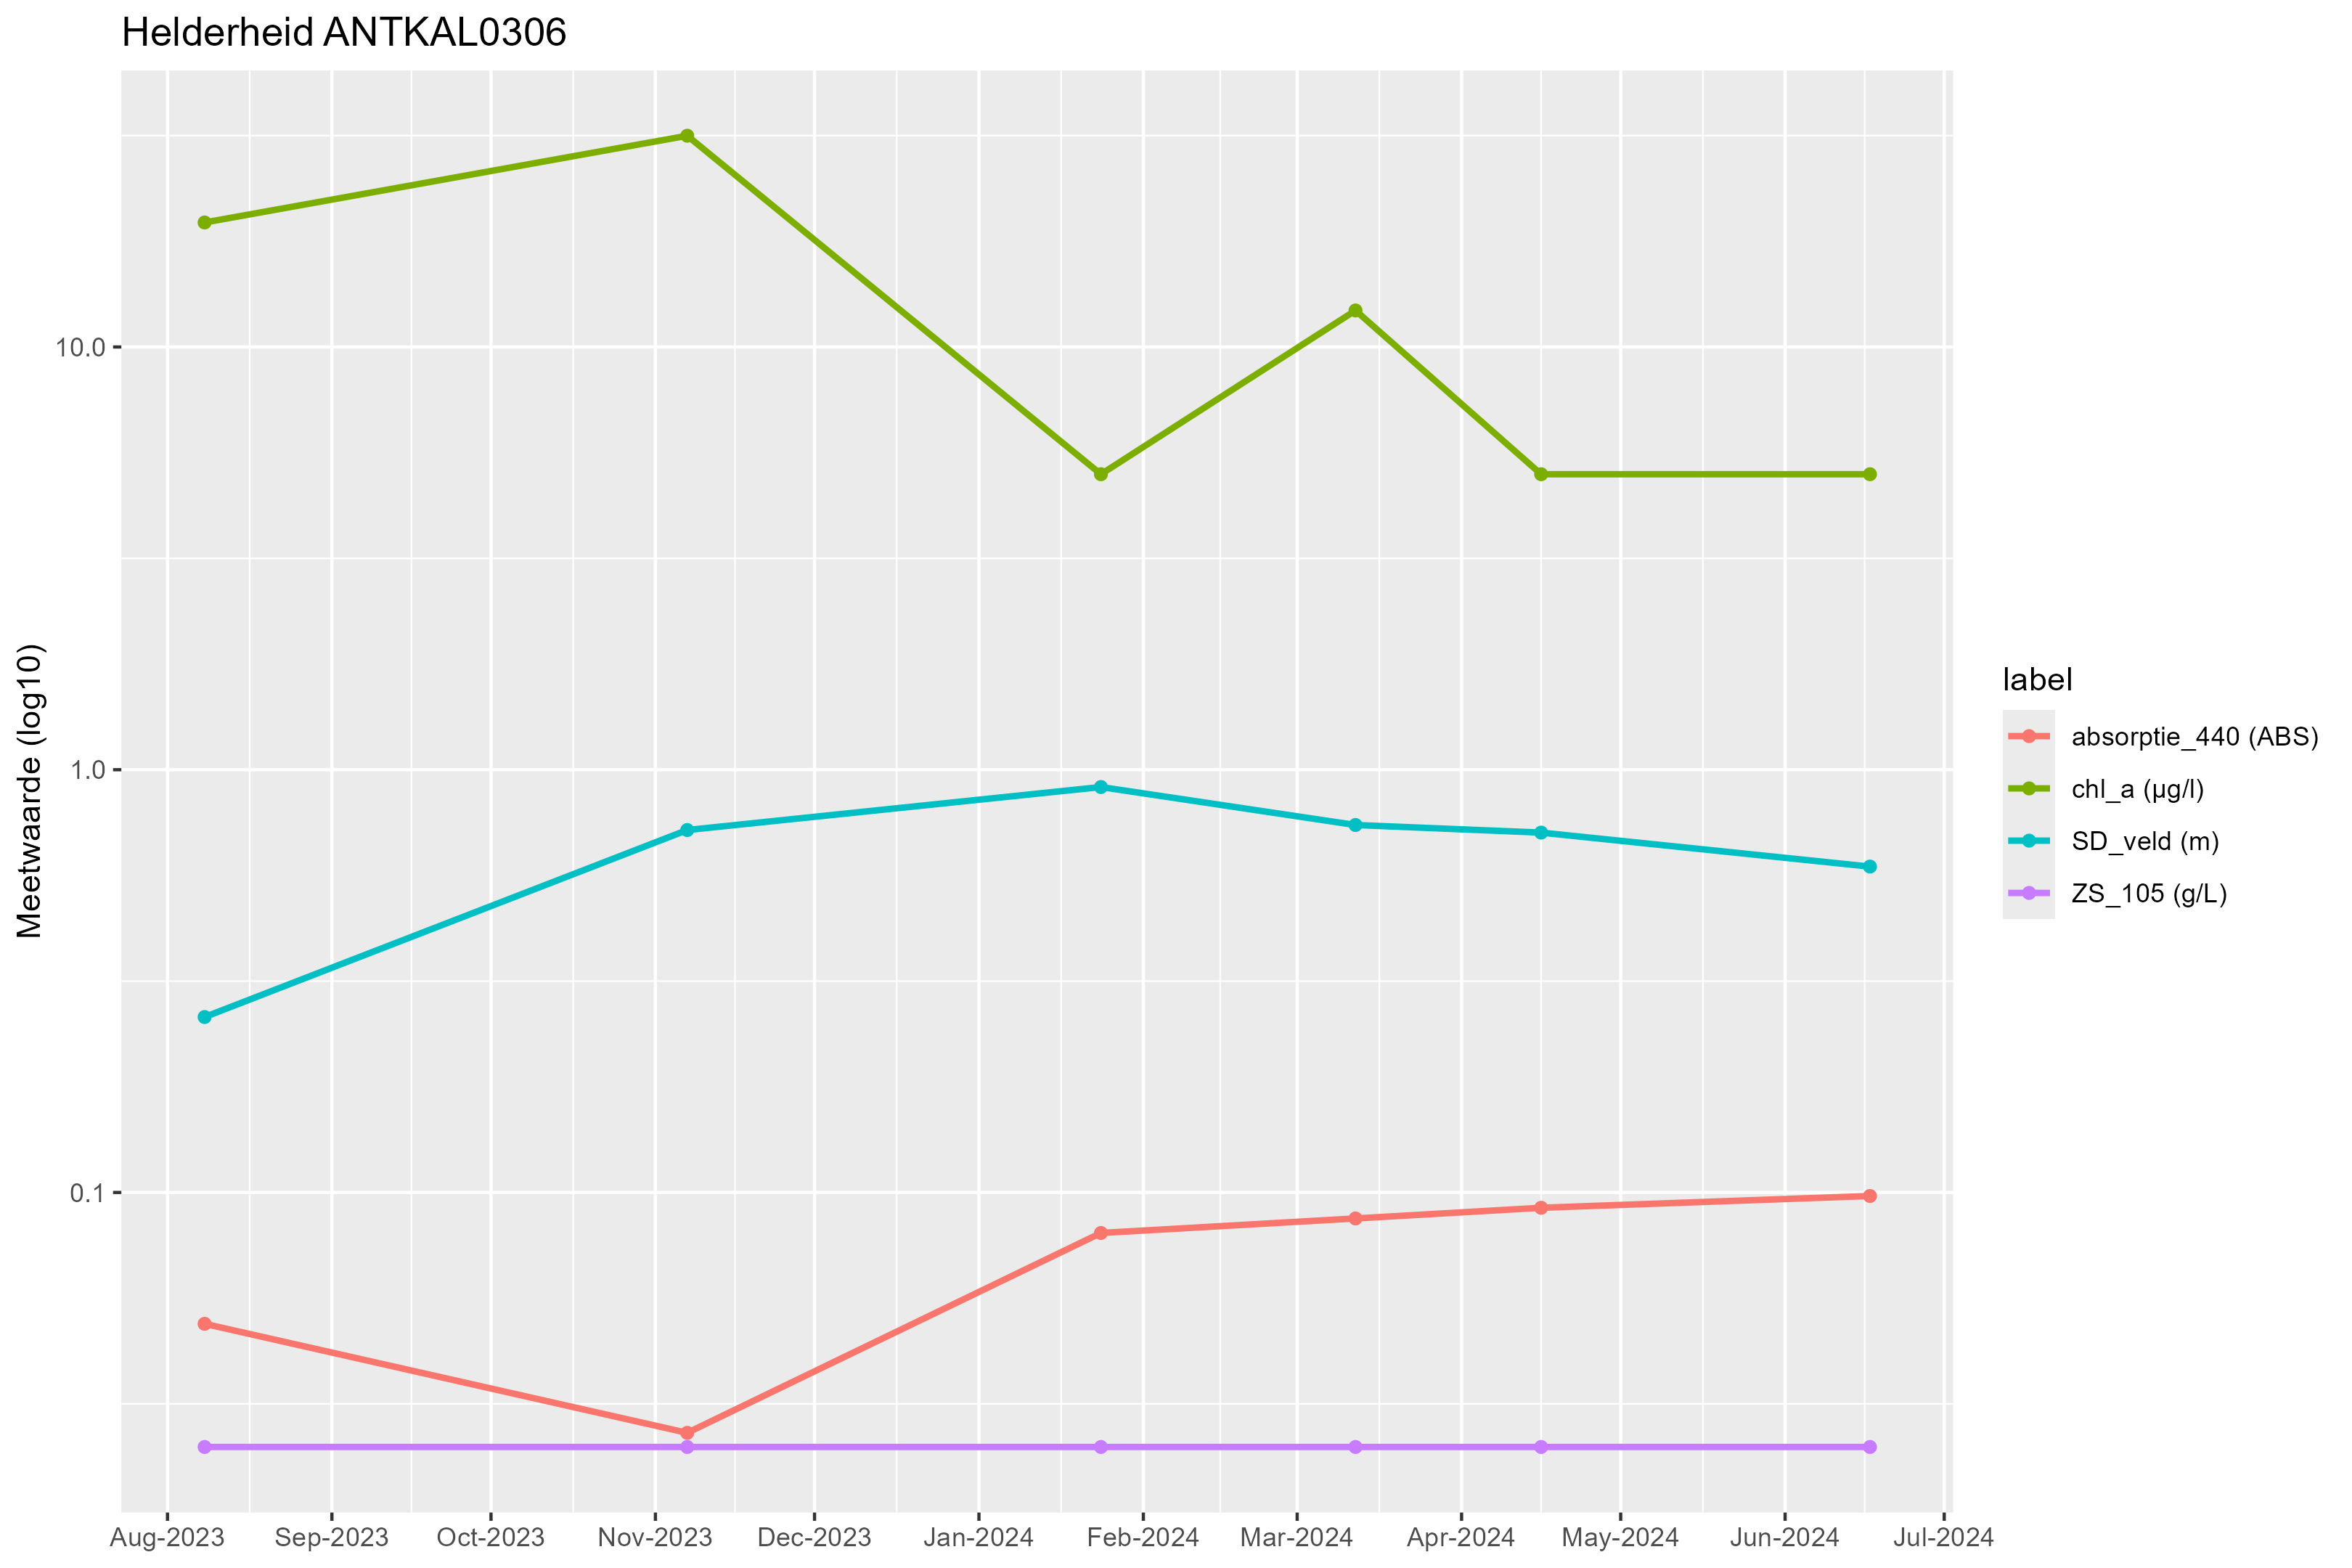 Helderheid ANTKAL0306
Meetwaarde (log10)
10.0
1.0
0.1
Aug-2023 Sep-2023 Oct-2023 Nov-2023 Dec-2023 Jan-2024 Feb-2024 Mar-2024 Apr-2024 May-2024 Jun-2024 Jul-2024
label
absorptie_440 (ABS)
chl_a (µg/l)
SD_veld (m)
ZS_105 (g/L)